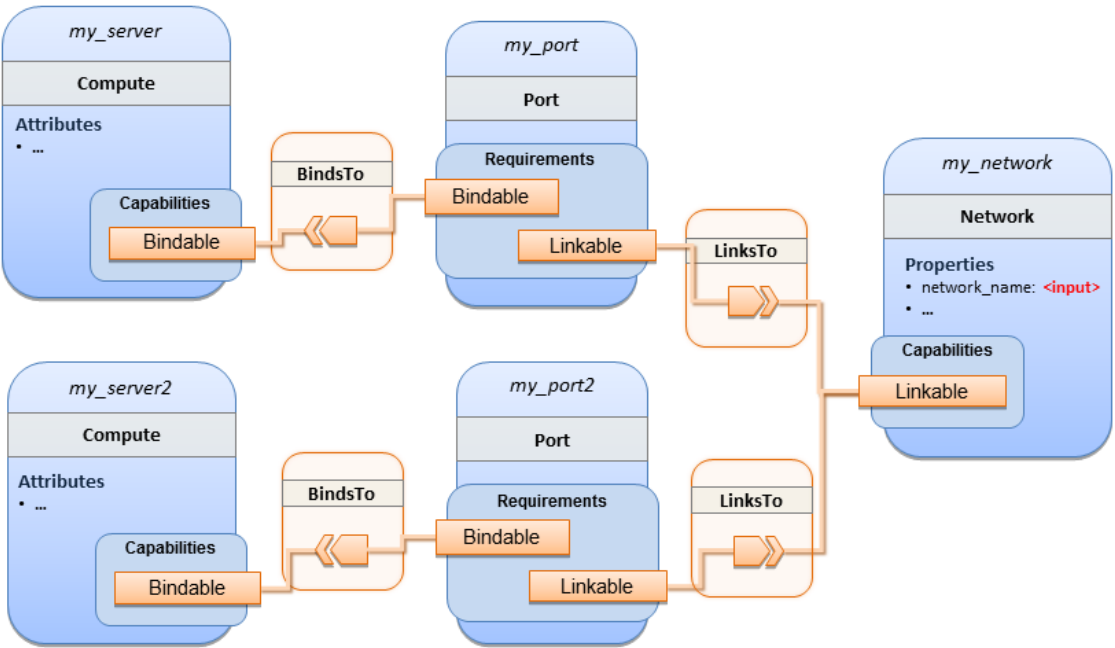 my_server
Compute
Attributes
• ...
Capabilities
Bindable
BindsTo
my_port
Port
Requirements
Bindable
Linkable
LinksTo
my_network
Network
Properties
• network_name: <input>
• ...
Capabilities
Linkable
my_server2
Compute
Attributes
• ...
Capabilities
Bindable
BindsTo
my_port2
Port
Requirements
Bindable
Linkable
LinksTo